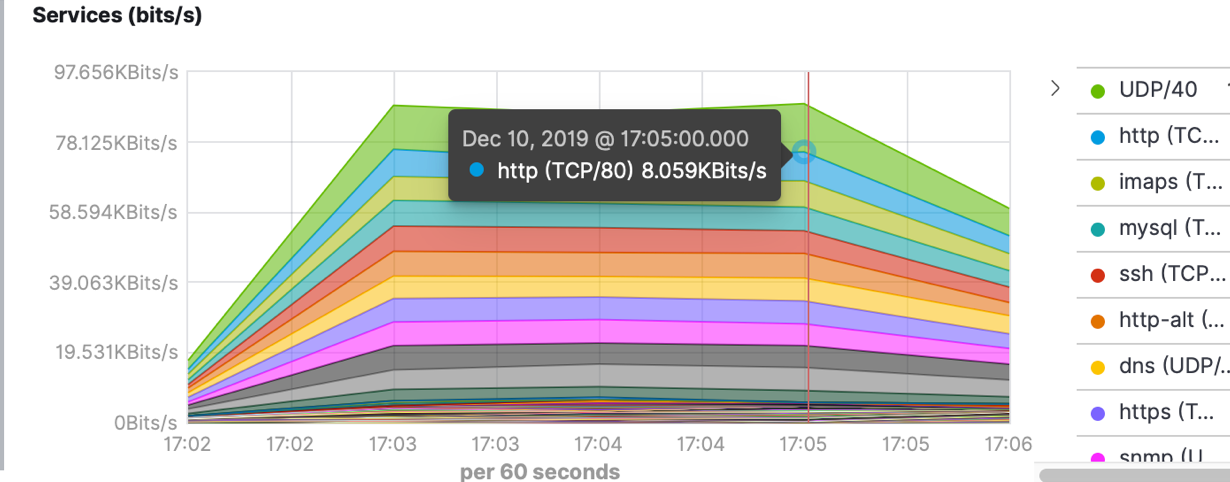 Services (bits/s)
97.656KBits/s
78.125KBits/s
58.594KBits/s
39.063KBits/s
19.531KBits/s
0Bits/s
17:02 17:02 17:03 17:03 17:04 17:04 17:05 17:05 17:06
per 60 seconds
Dec 10, 2019 @ 17:05:00.000
http (TCP/80) 8.059KBits/s
UDP/40
http (TC...
imaps (T...
mysql (T...
ssh (TCP...
http-alt (...
dns (UDP/..
https (T...
snmp (U